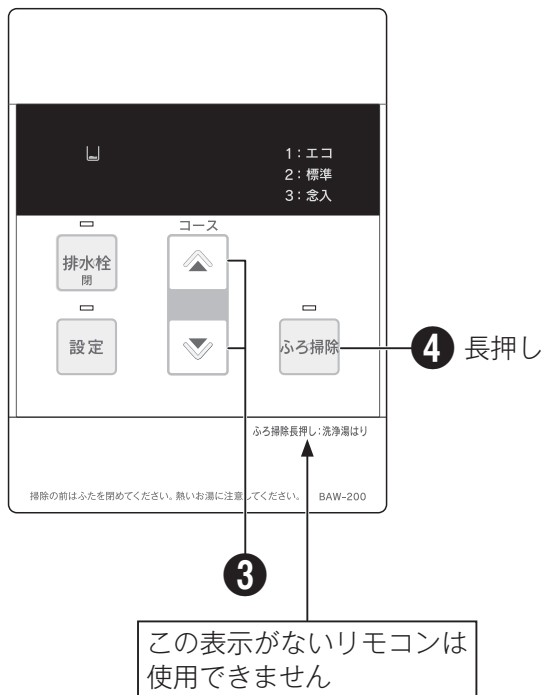 1：エコ
2：標準
3：念入
コース
排水栓
閉
設定
ふろ掃除
❹ 長押し
ふろ掃除長押し：洗浄湯はり
掃除の前はふたを閉めてください。熱いお湯に注意してください。 BAW-200
❸
この表示がないリモコンは
使用できません